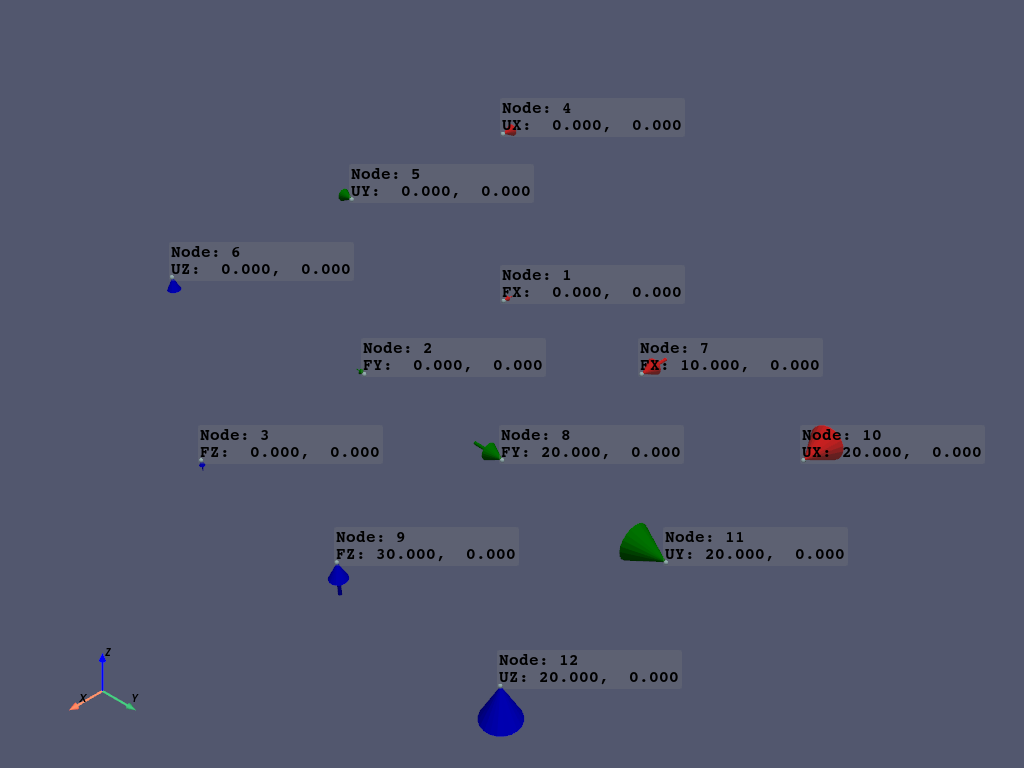 Node: 4
UX:  0.000,  0.000
Node: 5
UY:  0.000,  0.000
Node: 6
UZ:  0.000,  0.000
Node: 1
FX:  0.000,  0.000
Node: 2
FY:  0.000,  0.000
Node: 7
FX: 10.000,  0.000
Node: 3
FZ:  0.000,  0.000
Node: 8
FY: 20.000,  0.000
Node: 10
UX: 20.000,  0.000
Node: 9
FZ: 30.000,  0.000
Node: 11
UY: 20.000,  0.000
Node: 12
UZ: 20.000,  0.000
Z
X
Y